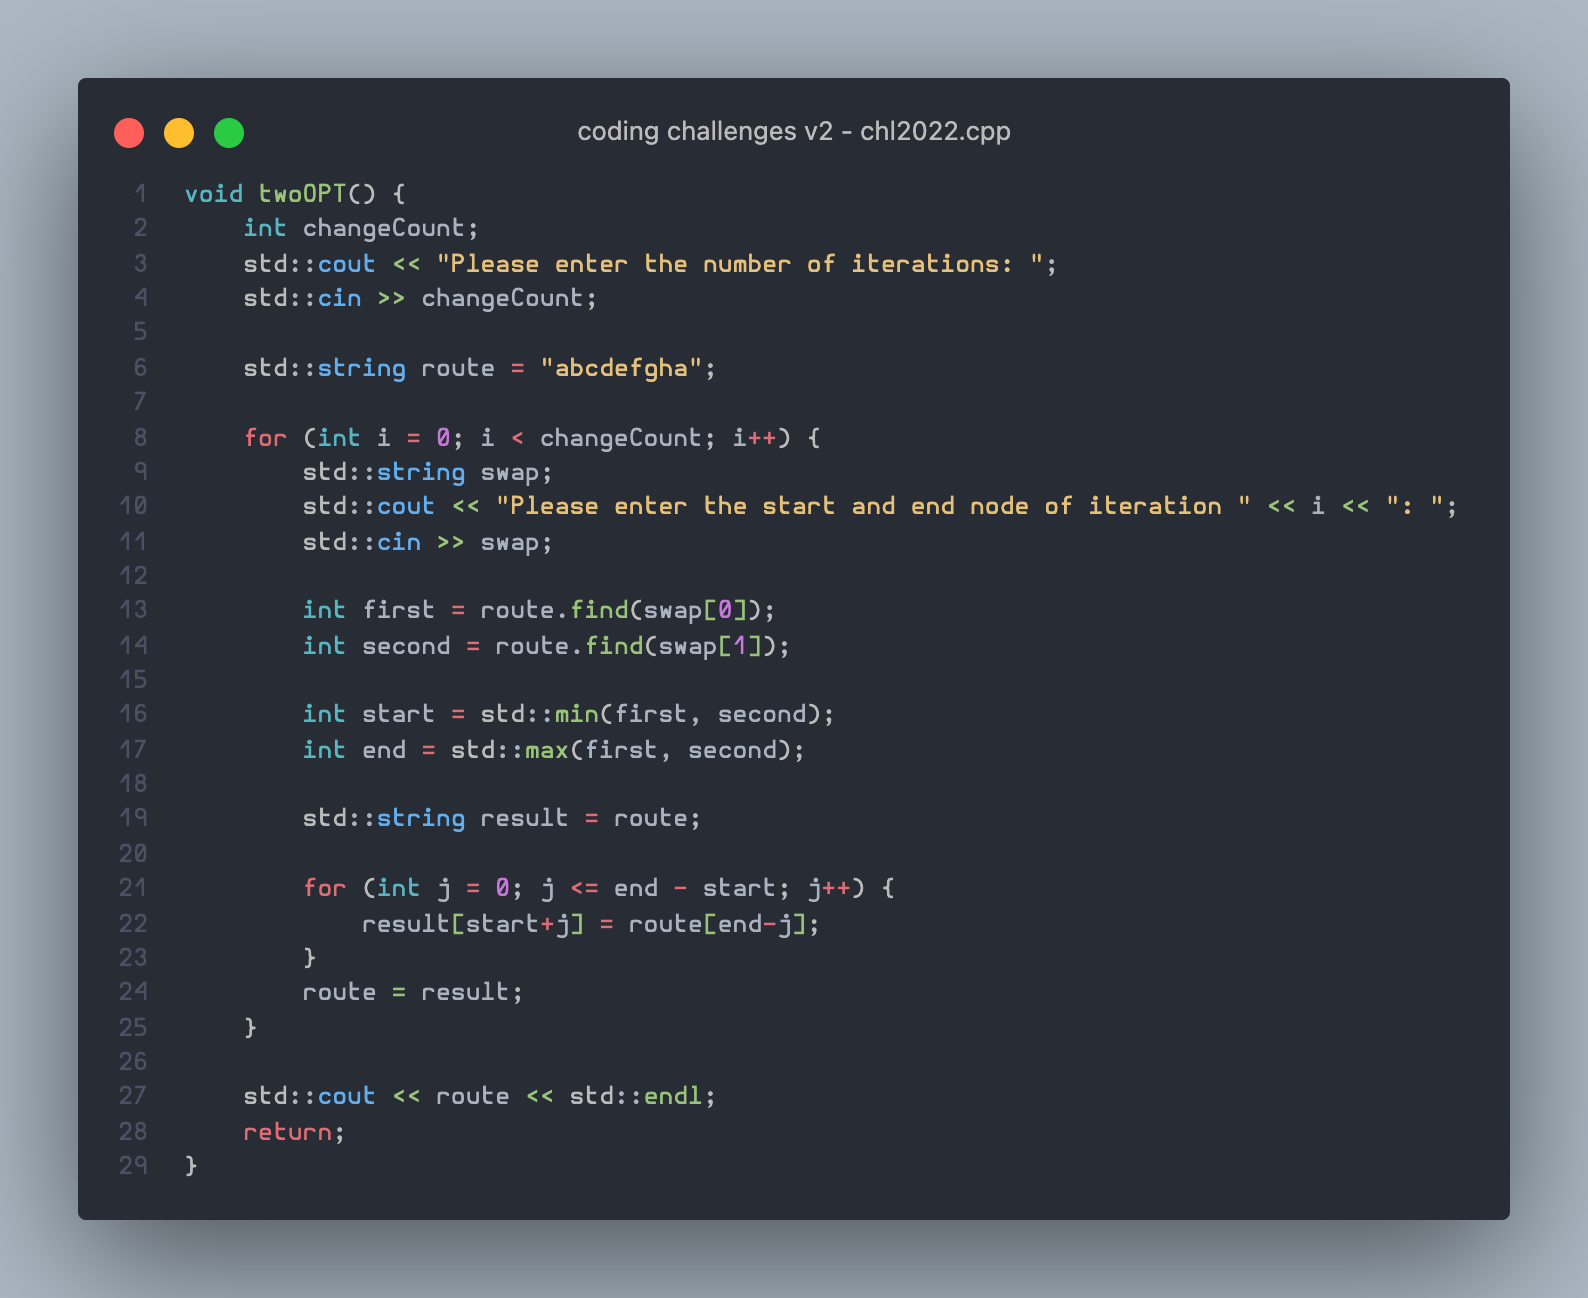 coding challenges v2 - chl2022.cpp
1 void twoOPT() {
2     int changeCount;
3     std::cout << "Please enter the number of iterations: ";
4     std::cin >> changeCount;
5
6     std::string route = "abcdefgha";
7
8     for (int i = 0; i < changeCount; i++) {
9         std::string swap;
10         std::cout << "Please enter the start and end node of iteration " << i << ": ";
11         std::cin >> swap;
12
13         int first = route.find(swap[0]);
14         int second = route.find(swap[1]);
15
16         int start = std::min(first, second);
17         int end = std::max(first, second);
18
19         std::string result = route;
20
21         for (int j = 0; j <= end - start; j++) {
22             result[start+j] = route[end-j];
23         }
24         route = result;
25     }
26
27     std::cout << route << std::endl;
28     return;
29 }